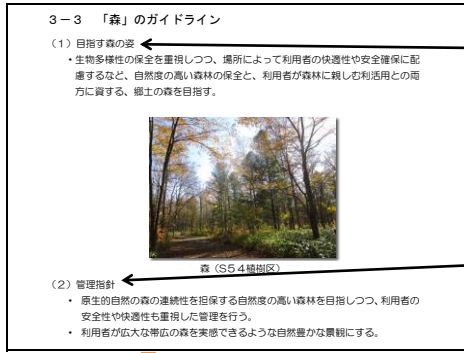 3－3 「森」のガイドライン
（1）目指す森の姿
・生物多様性の保全を重視しつつ、場所によって利用者の快適性や安全確保に配
慮するなど、自然度の高い森林の保全と、利用者が森林に親しむ利活用との両
方に資する、郷土の森を目指す。
森（S54植樹区）
（2）管理指針
・ 原生的自然の森の連続性を担保する自然度の高い森林を目指しつつ、利用者の
安全性や快適性も重視した管理を行う。
・ 利用者が広大な帯広の森を実感できるような自然豊かな景観にする。